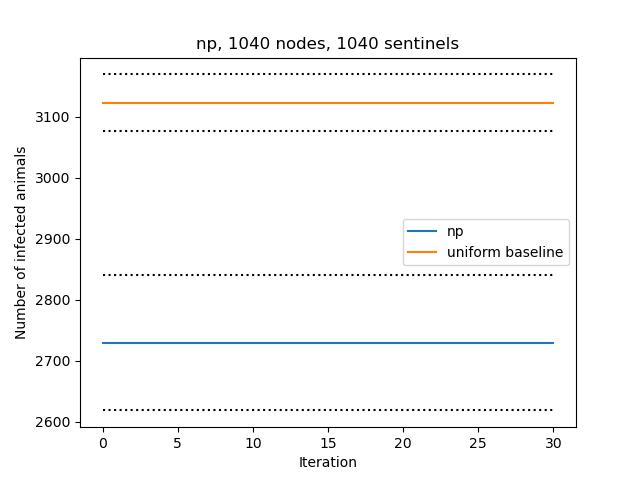 np, 1040 nodes, 1040 sentinels
Number of infected animals
3100
3000
2900
2800
2700
2600
np
uniform baseline
0 5 10 15 20 25 30
Iteration